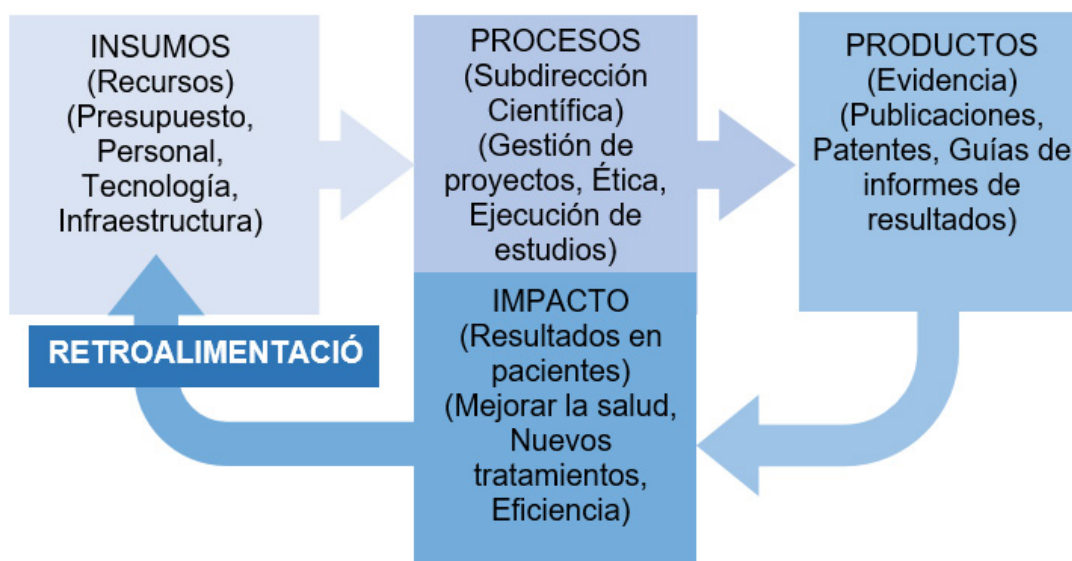 INSUMOS
(Recursos)
(Presupuesto,
Personal,
Tecnología,
Infraestructura)
PROCESOS
(Subdirección
Científica)
(Gestión de
proyectos, Ética,
Ejecución de
estudios)
PRODUCTOS
(Evidencia)
(Publicaciones,
Patentes, Guías de
informes de
resultados)
IMPACTO
(Resultados en
pacientes)
(Mejorar la salud,
Nuevos
tratamientos,
Eficiencia)
RETROALIMENTACIÓ